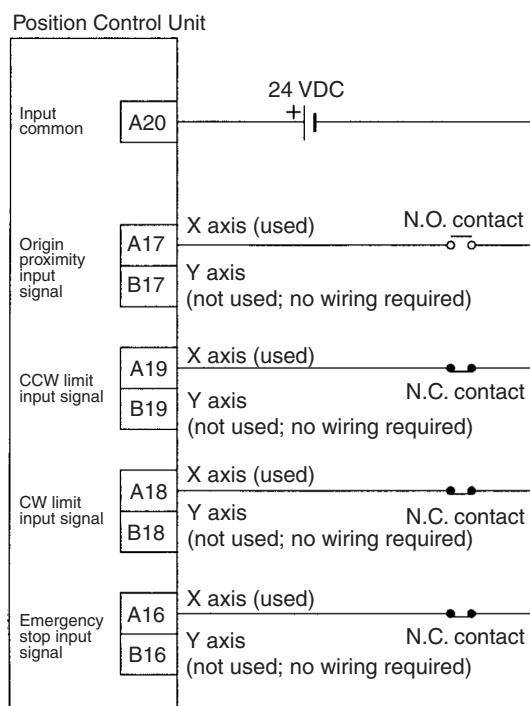 Position Control Unit
24 VDC
+
Input
common
A20
X axis (used)
N.O. contact
Origin
proximity
input
signal
A17
B17
Y axis
(not used; no wiring required)
X axis (used)
CCW limit
input signal
A19
B19
N.C. contact
Y axis
(not used; no wiring required)
X axis (used)
CW limit
input signal
A18
B18
N.C. contact
Y axis
(not used; no wiring required)
X axis (used)
Emergency
stop input
signal
A16
B16
N.C. contact
Y axis
(not used; no wiring required)